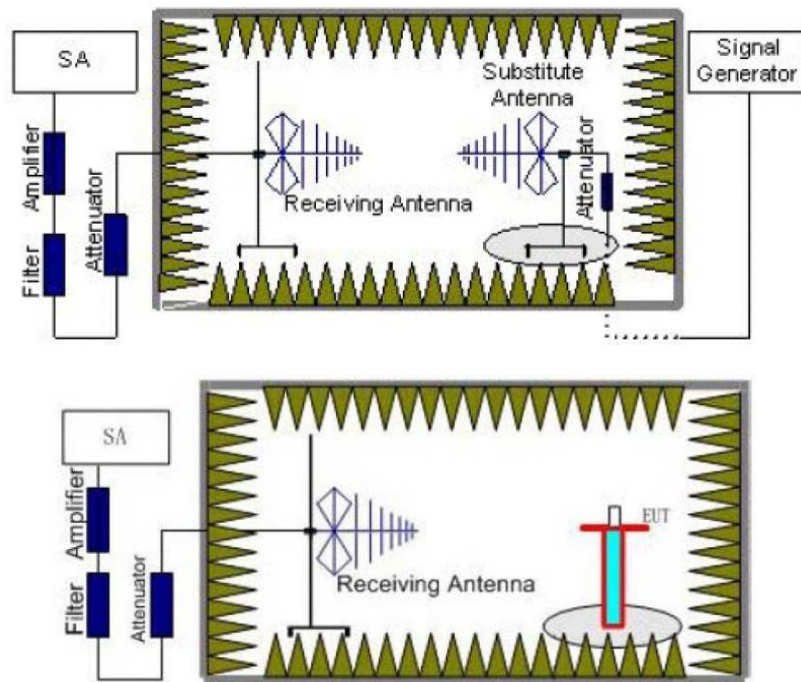 SA
Signal
Generator
Substitute
Antenna
Amplifier
Attenuator
Attenuator
Receiving Antenna
Filter
SA
Amplifier
EUT
Receiving Antenna
Filter
Attenuator